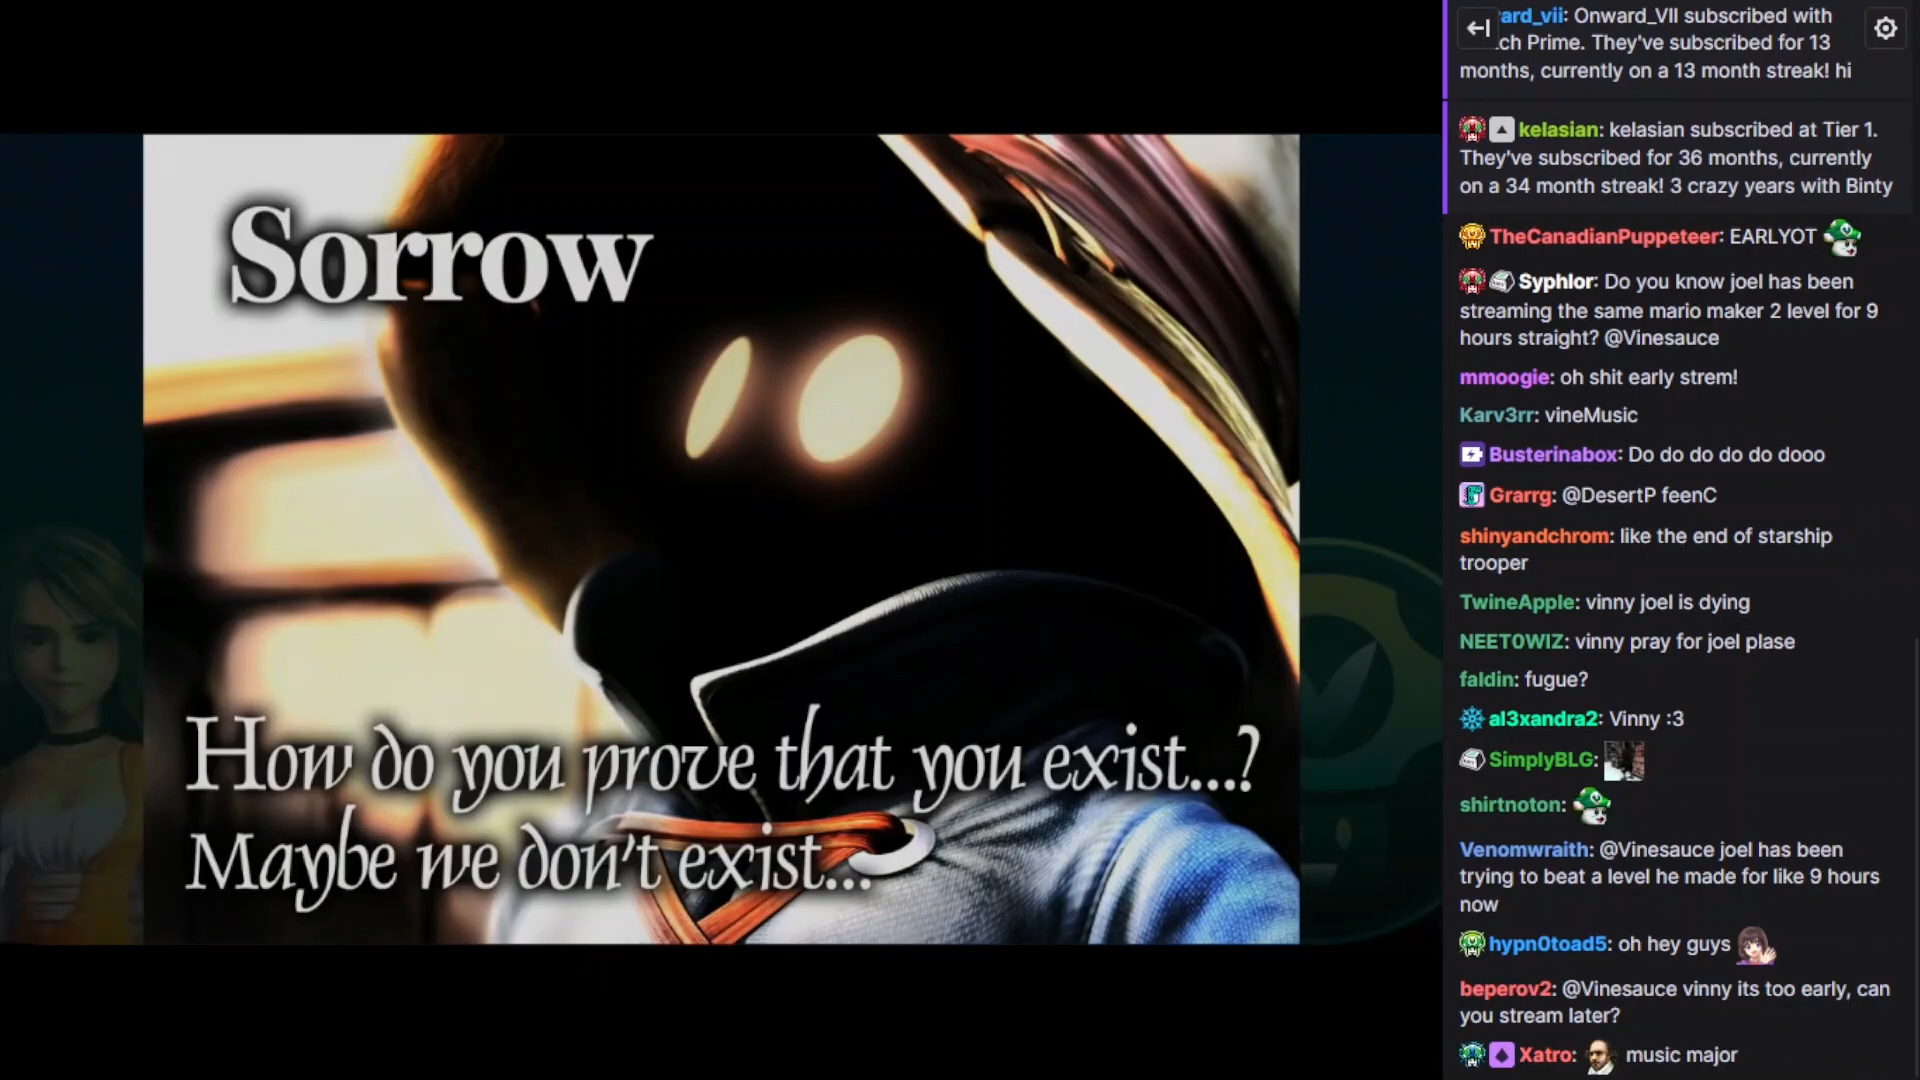 Sorrow
How do you prove that you exist...?
Maybe we don't exist...
ard_vii: Onward_VII subscribed with
ch Prime. They've subscribed for 13
months, currently on a 13 month streak! hi
kelasian: kelasian subscribed at Tier 1.
They've subscribed for 36 months, currently
on a 34 month streak! 3 crazy years with Binty
TheCanadianPuppeteer: EARLYOT
Syphlor: Do you know joel has been
streaming the same mario maker 2 level for 9
hours straight? @Vinesauce
mmoogie: oh shit early strem!
Karv3rr: vineMusic
Busterinabox: Do do do do do dooo
Grarrg: @DesertP feenC
shinyandchrom: like the end of starship
trooper
TwineApple: vinny joel is dying
NEET0WIZ: vinny pray for joel plase
faldin: fugue?
al3xandra2: Vinny :3
SimplyBLG:
shirtnoton:
Venomwraith: @Vinesauce joel has been
trying to beat a level he made for like 9 hours
now
hypn0toad5: oh hey guys
beperov2: @Vinesauce vinny its too early, can
you stream later?
Xatro: music major